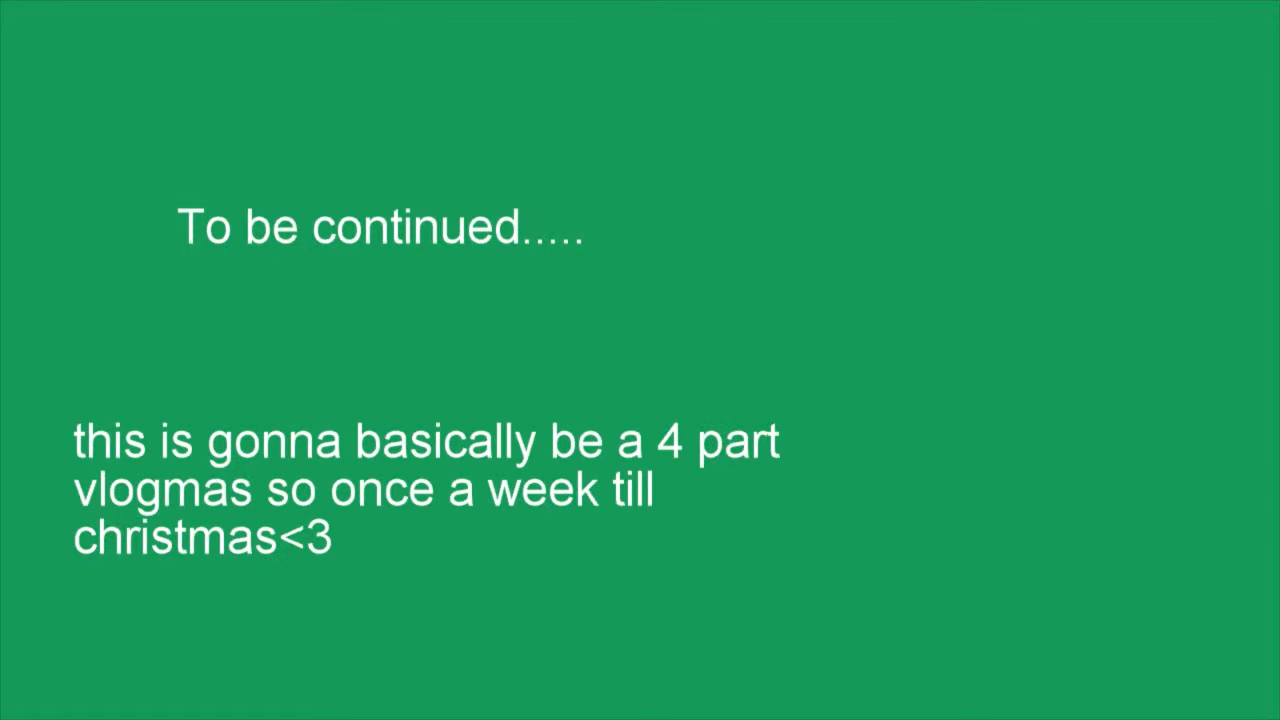 To be continued.....
this is gonna basically be a 4 part
vlogmas so once a week till
christmas<3